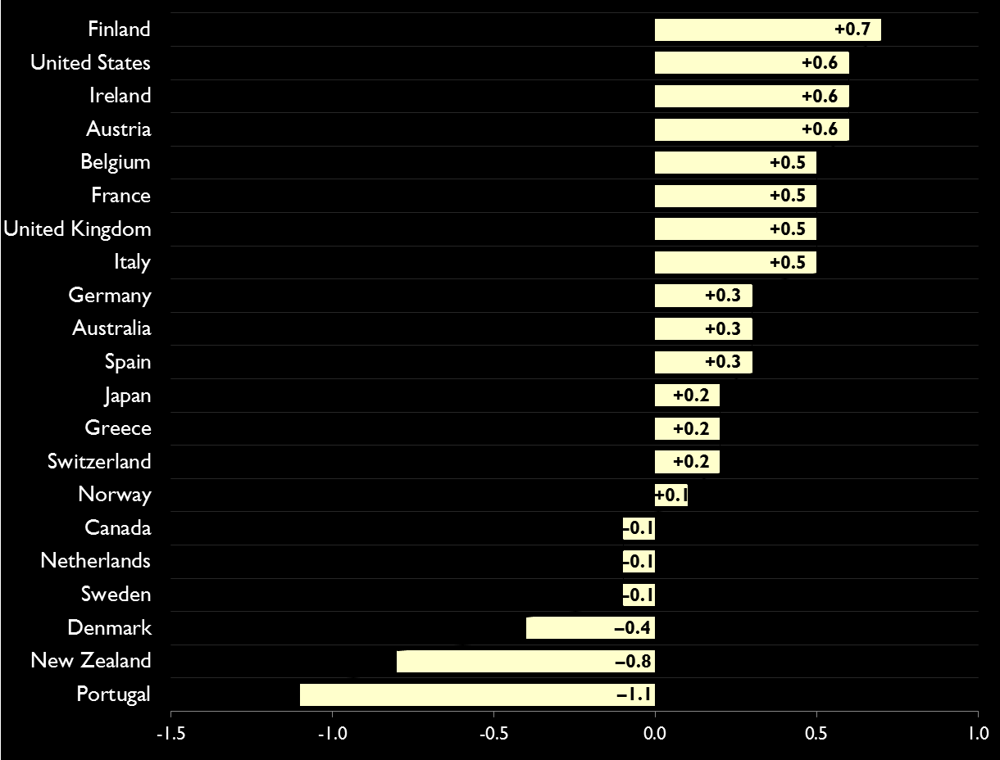 Finland +0.7
United States +0.6
Ireland +0.6
Austria +0.6
Belgium +0.5
France +0.5
United Kingdom +0.5
Italy +0.5
Germany +0.3
Australia +0.3
Spain +0.3
Japan +0.2
Greece +0.2
Switzerland +0.2
Norway +0.1
Canada –0.1
Netherlands –0.1
Sweden –0.1
Denmark –0.4
New Zealand –0.8
Portugal –1.1
-1.5 -1.0 -0.5 0.0 0.5 1.0